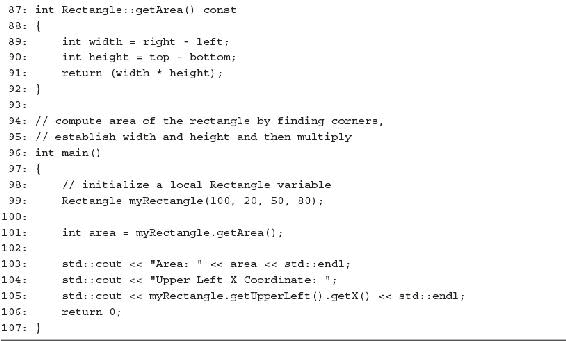 87: int Rectangle::getArea() const
88: {
89:     int width = right - left;
90:     int height = top - bottom;
91:     return (width * height);
92: }
93:
94: // compute area of the rectangle by finding corners,
95: // establish width and height and then multiply
96: int main()
97: {
98:     // initialize a local Rectangle variable
99:     Rectangle myRectangle(100, 20, 50, 80);
100:
101:     int area = myRectangle.getArea();
102:
103:     std::cout << "Area: " << area << std::endl;
104:     std::cout << "Upper Left X Coordinate: ";
105:     std::cout << myRectangle.getUpperLeft().getX() << std::endl;
106:     return 0;
107: }